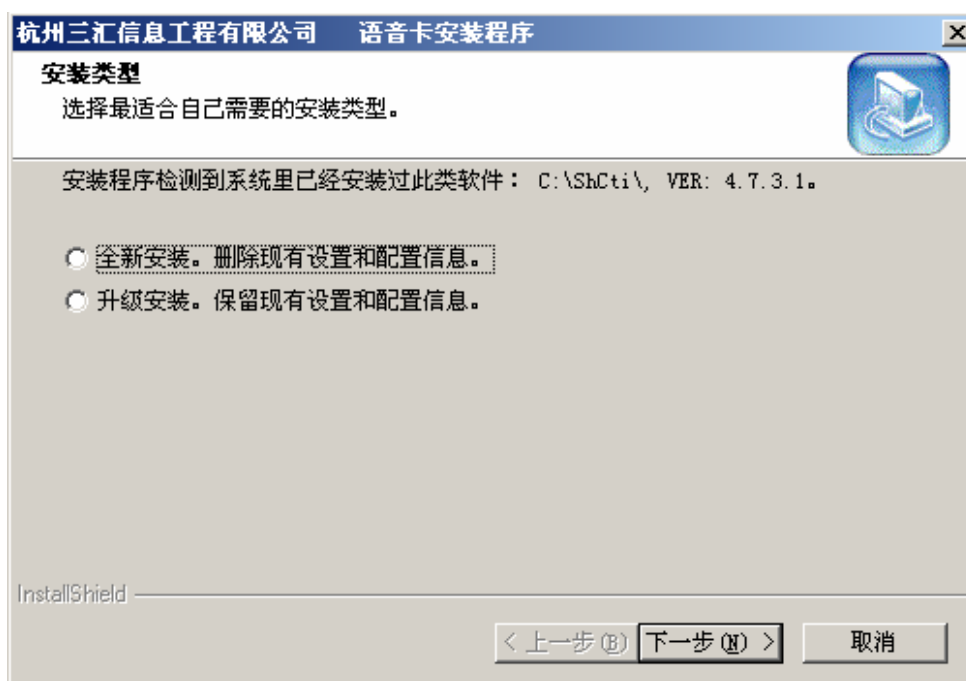 杭州三汇信息工程有限公司 语音卡安装程序
安装类型
选择最适合自己需要的安装类型。
安装程序检测到系统里已经安装过此类软件： C:\ShCti\, VER: 4.7.3.1。
全新安装。删除现有设置和配置信息。
升级安装。保留现有设置和配置信息。
InstallShield
< 上一步(B) 下一步(N) > 取消